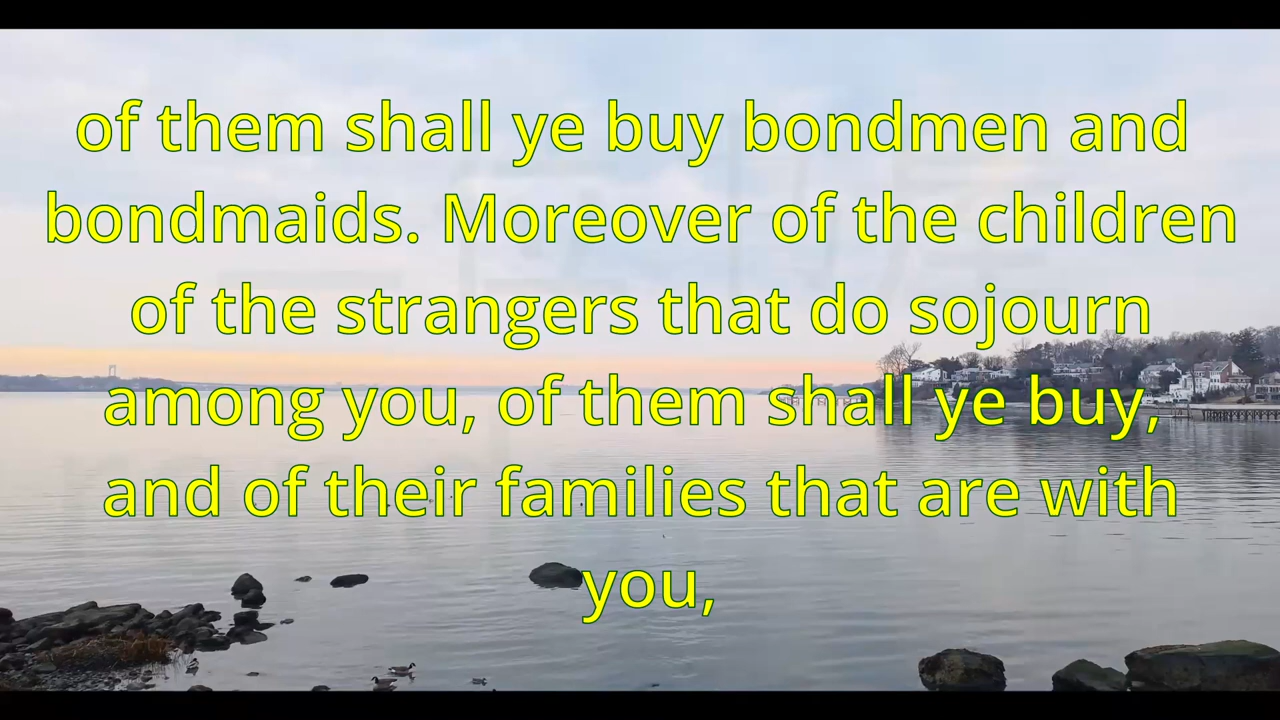 of them shall ye buy bondmen and
bondmaids. Moreover of the children
of the strangers that do sojourn
among you, of them shall ye buy,
and of their families that are with
you,